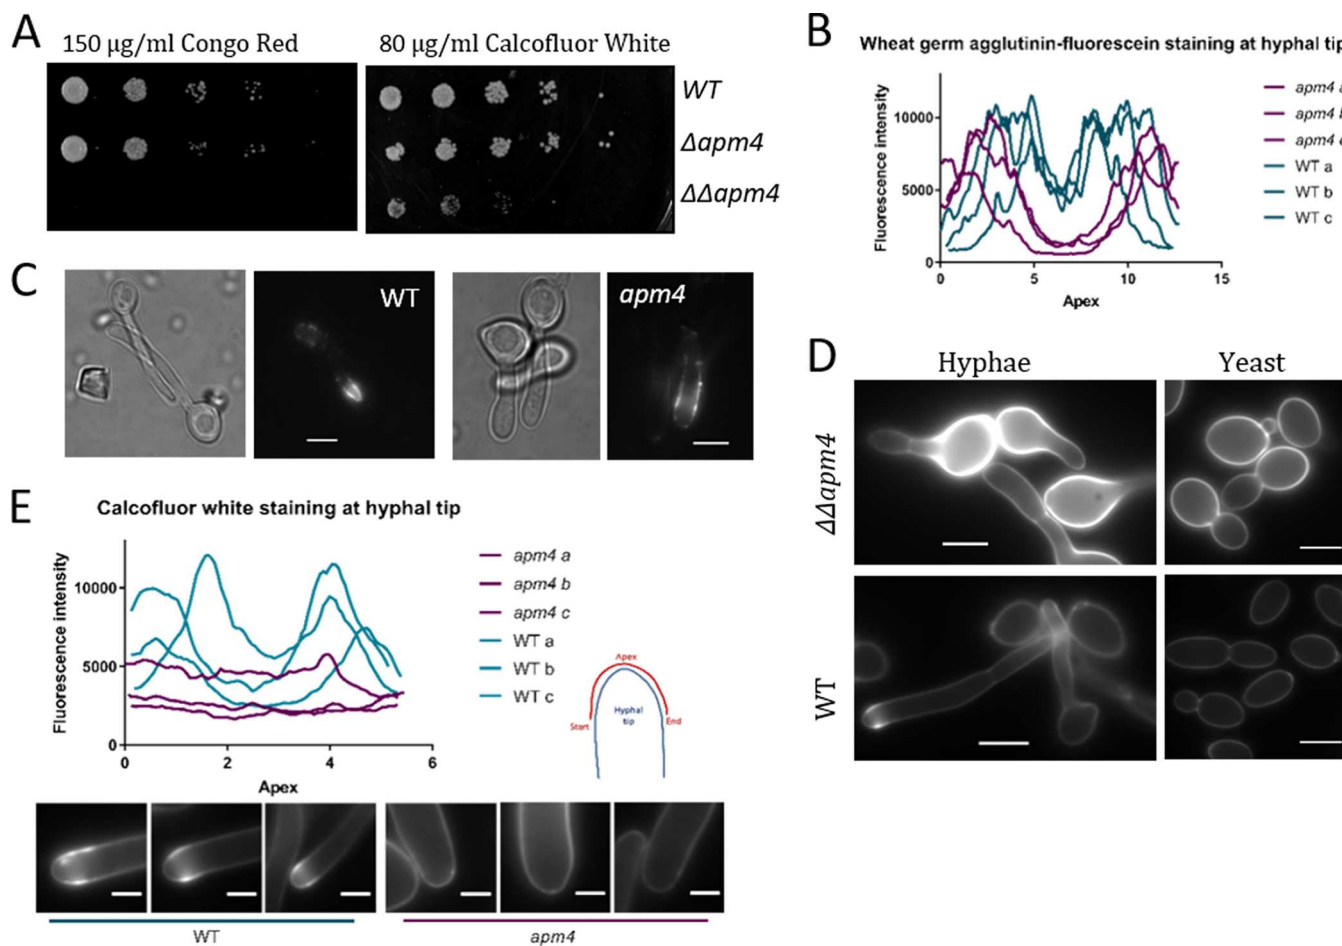 A
150 µg/ml Congo Red
80 µg/ml Calcofluor White
WT
Δapm4
ΔΔapm4
B
Wheat germ agglutinin-fluorescein staining at hyphal tip
Fluorescence intensity
10000
5000
0
0
5
10
15
Apex
apm4 a
apm4
apm4
WT a
WT b
WT c
C
WT
apm4
D
Hyphae
Yeast
ΔΔapm4
WT
E
Calcofluor white staining at hyphal tip
Fluorescence intensity
10000
5000
0
0
2
4
6
Apex
apm4 a
apm4 b
apm4 c
WT a
WT b
WT c
Apex
Hyphal
tip
Start
End
WT
apm4